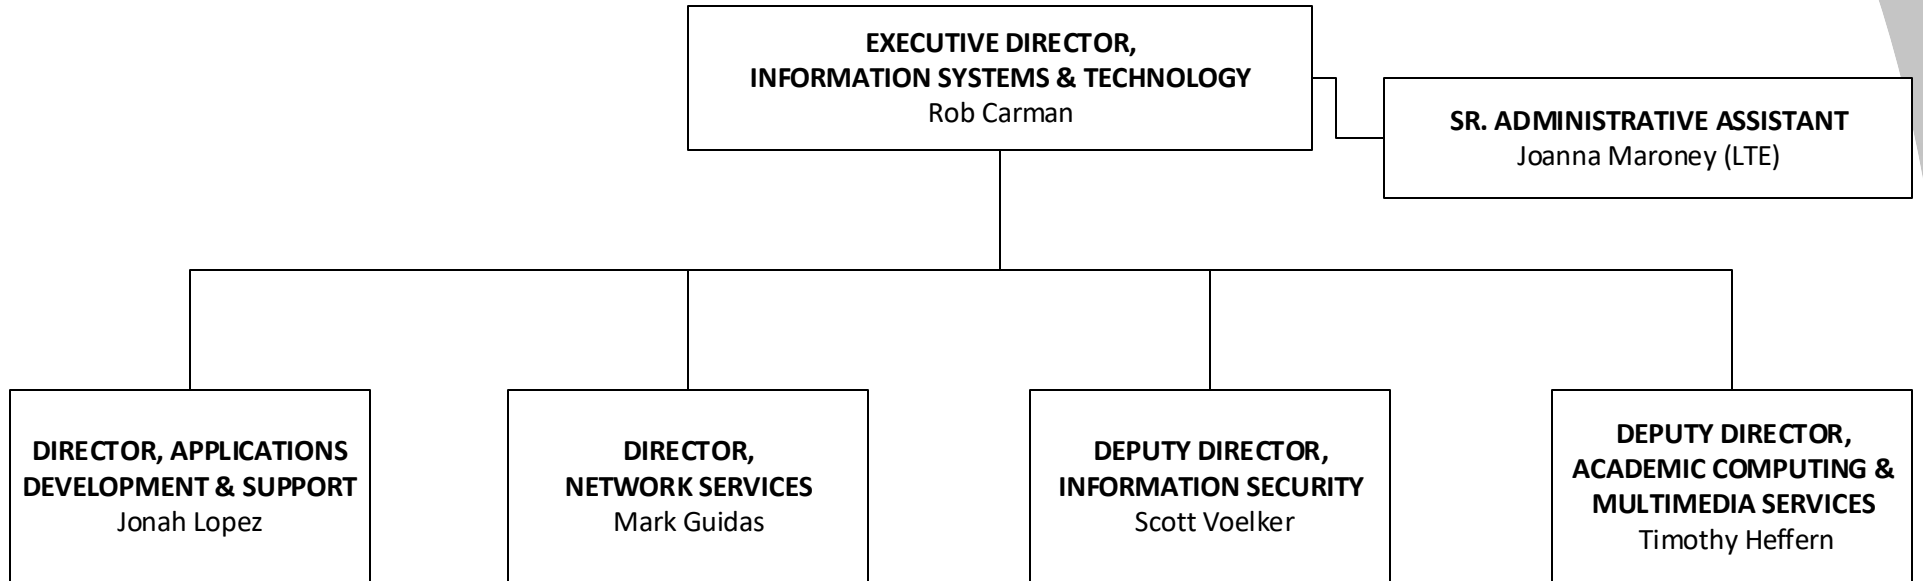 EXECUTIVE DIRECTOR,
INFORMATION SYSTEMS & TECHNOLOGY
Rob Carman
SR. ADMINISTRATIVE ASSISTANT
Joanna Maroney (LTE)
DIRECTOR, APPLICATIONS
DEVELOPMENT & SUPPORT
Jonah Lopez
DIRECTOR,
NETWORK SERVICES
Mark Guidas
DEPUTY DIRECTOR,
INFORMATION SECURITY
Scott Voelker
DEPUTY DIRECTOR,
ACADEMIC COMPUTING &
MULTIMEDIA SERVICES
Timothy Heffern